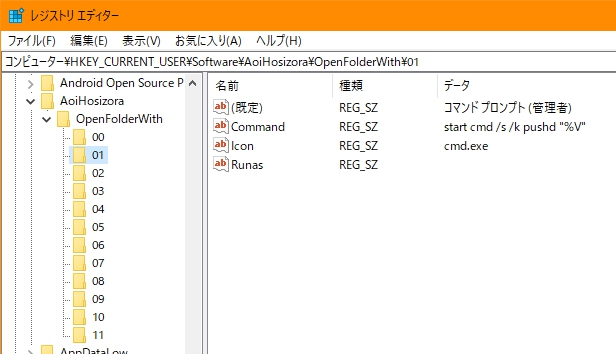 レジストリ エディター
ファイル(F) 編集(E) 表示(V) お気に入り(A) ヘルプ(H)
コンピューター¥HKEY_CURRENT_USER¥Software¥AoiHosizora¥OpenFolderWith¥01
Android Open Source P
AoiHosizora
OpenFolderWith
00
01
02
03
04
05
06
07
08
09
10
11
AppDataLow
名前 種類 データ
(既定) REG_SZ コマンド プロンプト (管理者)
Command REG_SZ start cmd /s /k pushd "%V"
Icon REG_SZ cmd.exe
Runas REG_SZ